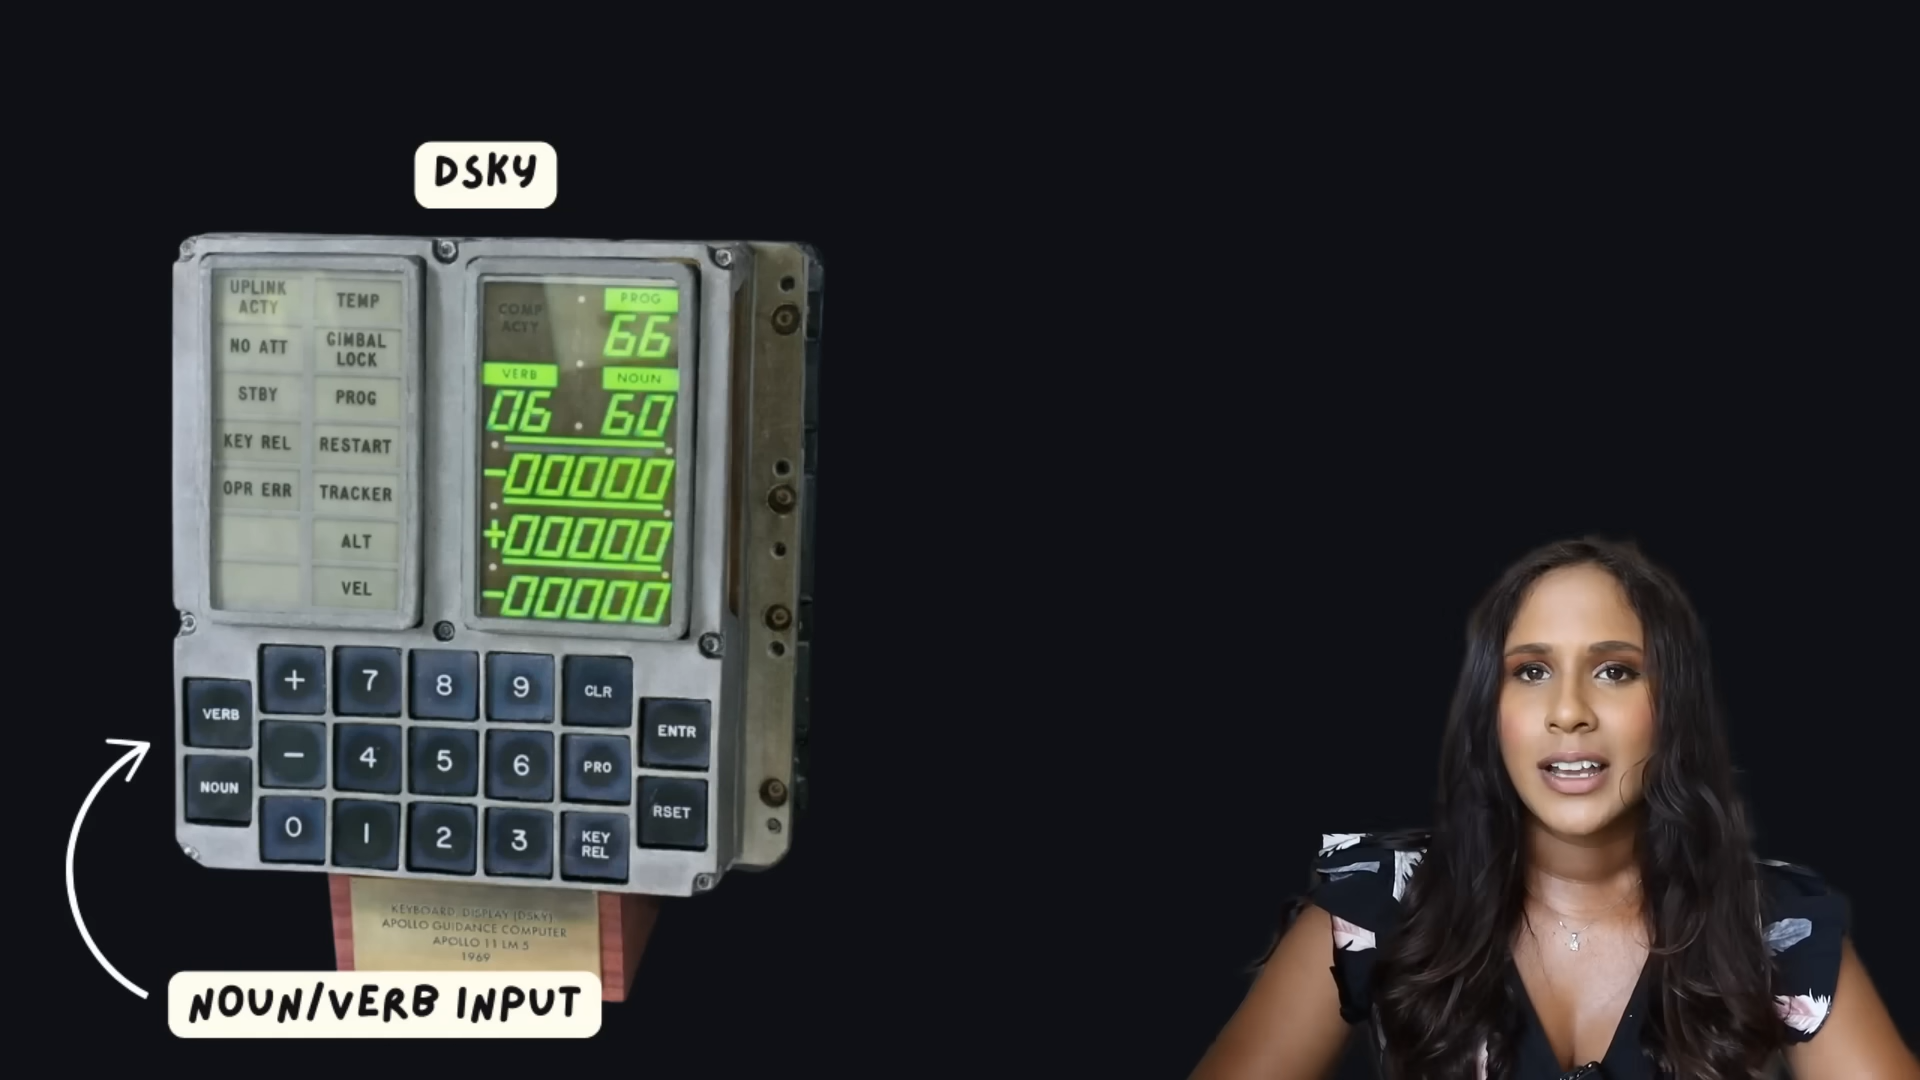 DSKY
UPLINK
ACTY
TEMP
NO ATT
GIMBAL
LOCK
STBY
PROG
KEY REL
RESTART
OPR ERR
TRACKER
ALT
VEL
COMP
ACTY
PROG
66
VERB
NOUN
06
60
-00000
+00000
-00000
VERB
+
7
8
9
CLR
ENTR
NOUN
-
4
5
6
PRO
RSET
0
1
2
3
KEY
REL
KEYBOARD, DISPLAY (DSKY)
APOLLO GUIDANCE COMPUTER
APOLLO 11 LM 5
1969
NOUN/VERB INPUT